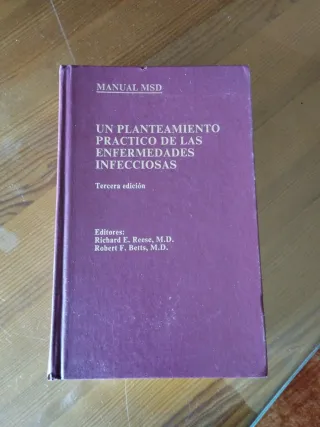 MANUAL MSD
UN PLANTEAMIENTO
PRACTICO DE LAS
ENFERMEDADES
INFECCIOSAS
Tercera edición
Editores:
Richard E. Reese, M.D.
Robert F. Betts, M.D.